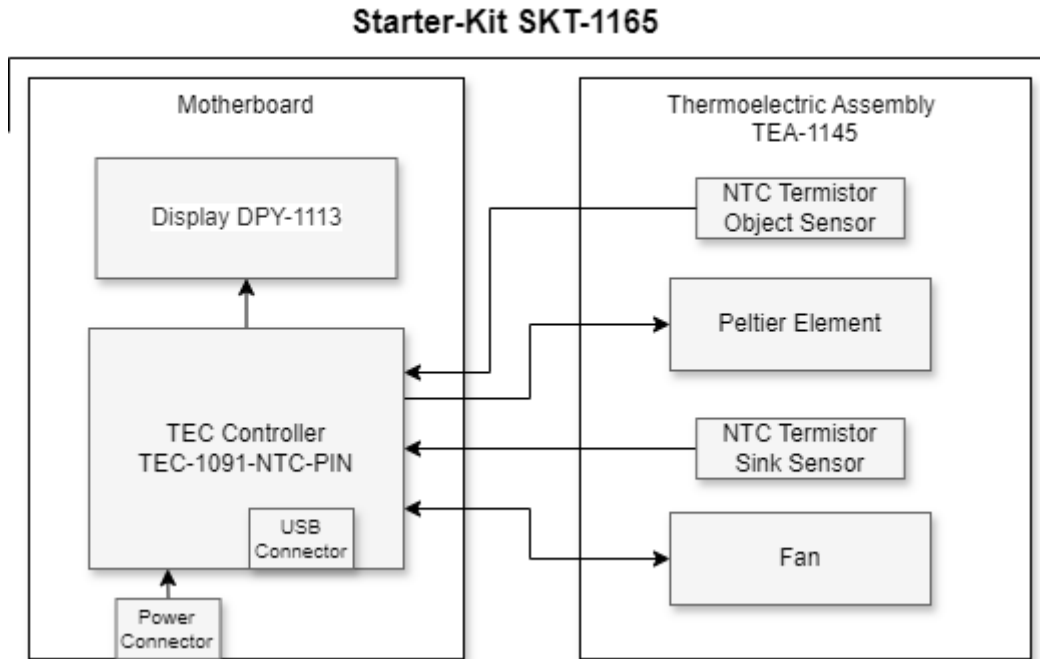 Starter-Kit SKT-1165
Motherboard
Display DPY-1113
TEC Controller
TEC-1091-NTC-PIN
USB
Connector
Power
Connector
Thermoelectric Assembly
TEA-1145
NTC Termistor
Object Sensor
Peltier Element
NTC Termistor
Sink Sensor
Fan